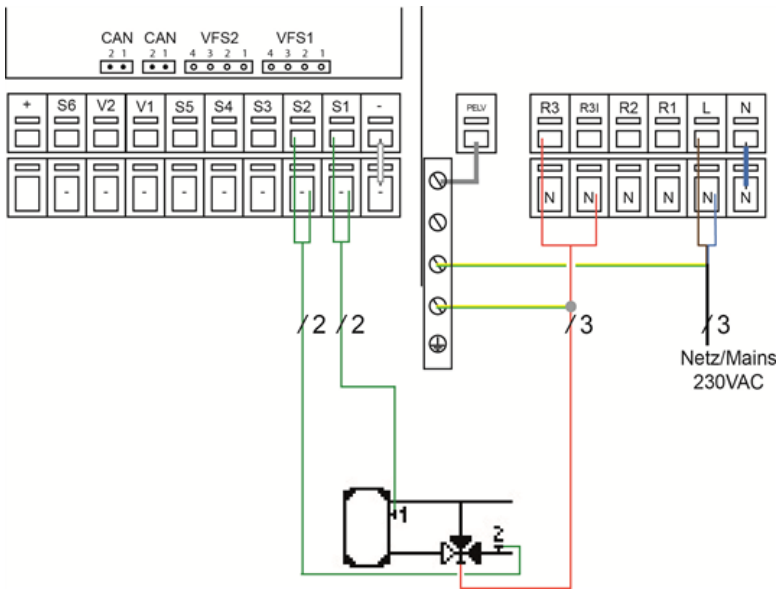 CAN CAN VFS2 VFS1
2 1 2 1 4 3 2 1 4 3 2 1
+ S6 V2 V1 S5 S4 S3 S2 S1 -
- - - - - - - - -
PELV
R3 R3I R2 R1 L N
N N N N N N
/2 /2 /3 /3
Netz/Mains
230VAC
1
2